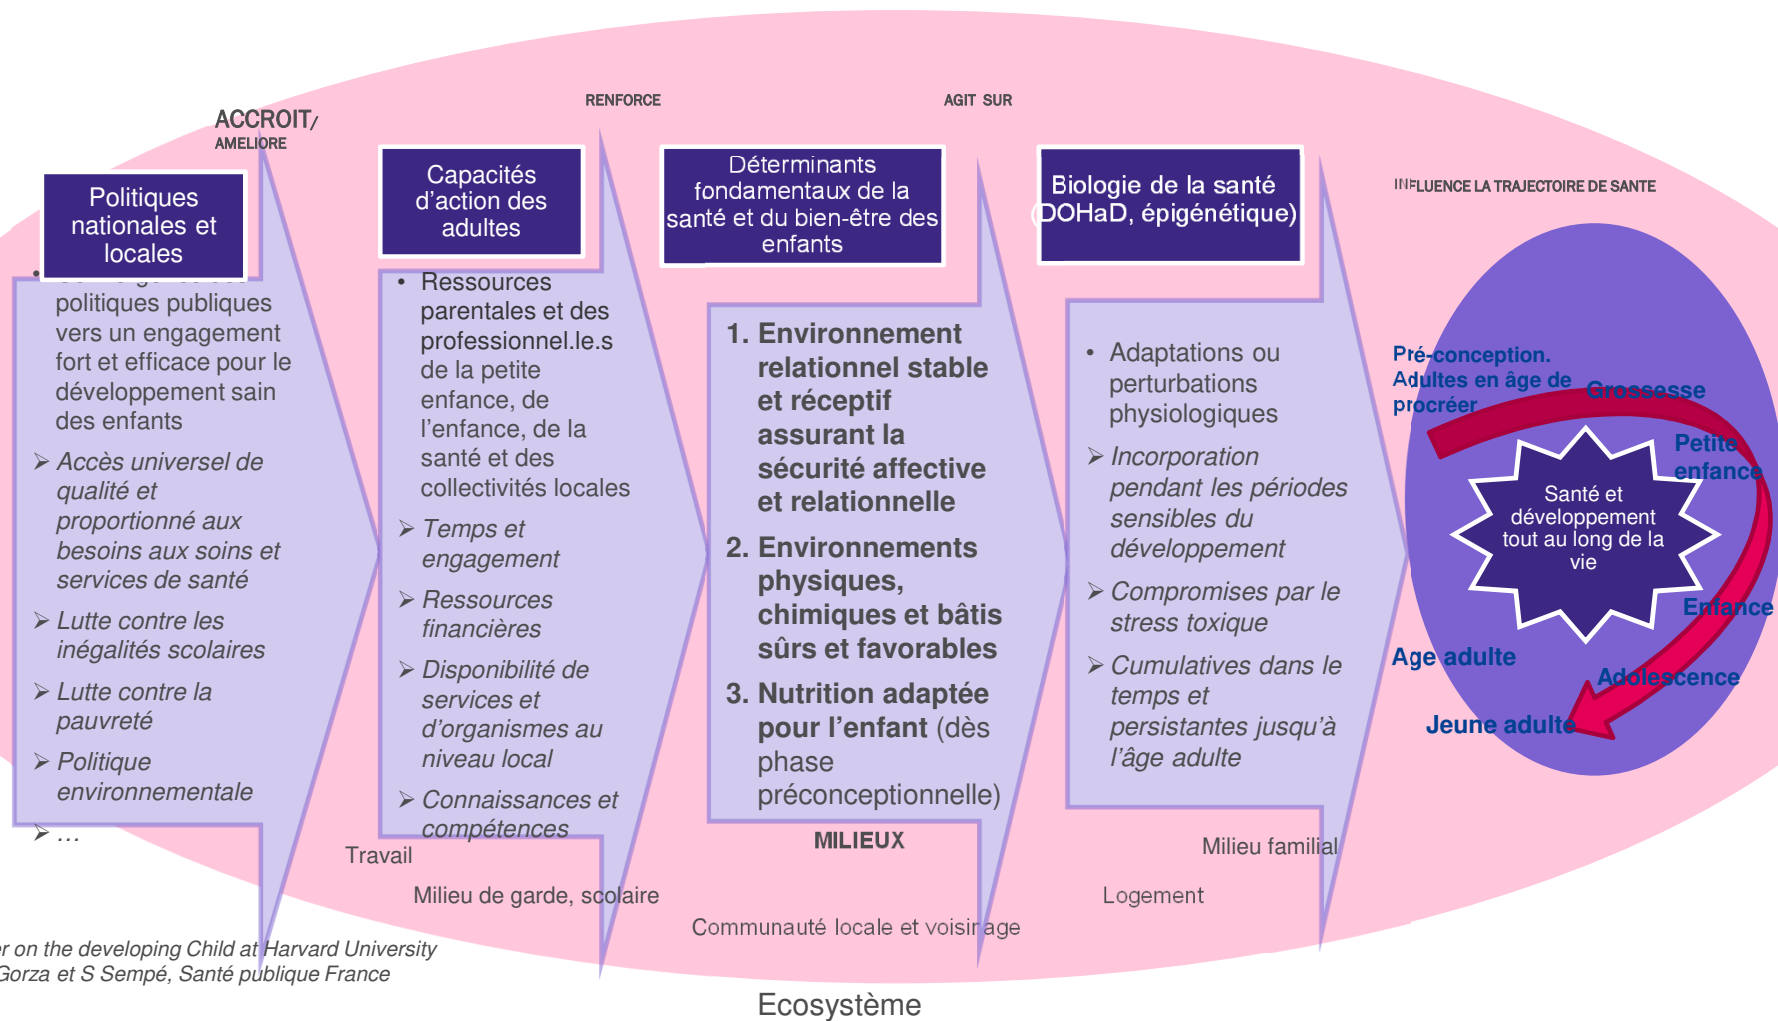 ACCROIT/
AMELIORE
RENFORCE
AGIT SUR
INFLUENCE LA TRAJECTOIRE DE SANTE
Politiques
nationales et
locales
•
politiques publiques
vers un engagement
fort et efficace pour le
développement sain
des enfants
➢ Accès universel de
qualité et
proportionné aux
besoins aux soins et
services de santé
➢ Lutte contre les
inégalités scolaires
➢ Lutte contre la
pauvreté
➢ Politique
environnementale
➢ …
Capacités
d’action des
adultes
• Ressources
parentales et des
professionnel.le.s
de la petite
enfance, de
l’enfance, de la
santé et des
collectivités locales
➢ Temps et
engagement
➢ Ressources
financières
➢ Disponibilité de
services et
d’organismes au
niveau local
➢ Connaissances et
compétences
Déterminants
fondamentaux de la
santé et du bien-être des
enfants
1. Environnement
relationnel stable
et réceptif
assurant la
sécurité affective
et relationnelle
2. Environnements
physiques,
chimiques et bâtis
sûrs et favorables
3. Nutrition adaptée
pour l’enfant (dès
phase
préconceptionnelle)
Biologie de la santé
(DOHaD, épigénétique)
• Adaptations ou
perturbations
physiologiques
➢ Incorporation
pendant les périodes
sensibles du
développement
➢ Compromises par le
stress toxique
➢ Cumulatives dans le
temps et
persistantes jusqu’à
l’âge adulte
Pré-conception.
Adultes en âge de
procréer
Grossesse
Petite
enfance
Santé et
développement
tout au long de la
vie
Enfance
Age adulte
Adolescence
Jeune adulte
MILIEUX
Travail
Milieu familial
Milieu de garde, scolaire
Logement
Communauté locale et voisinage
on the developing Child at Harvard University
Gorza et S Sempé, Santé publique France
Ecosystème